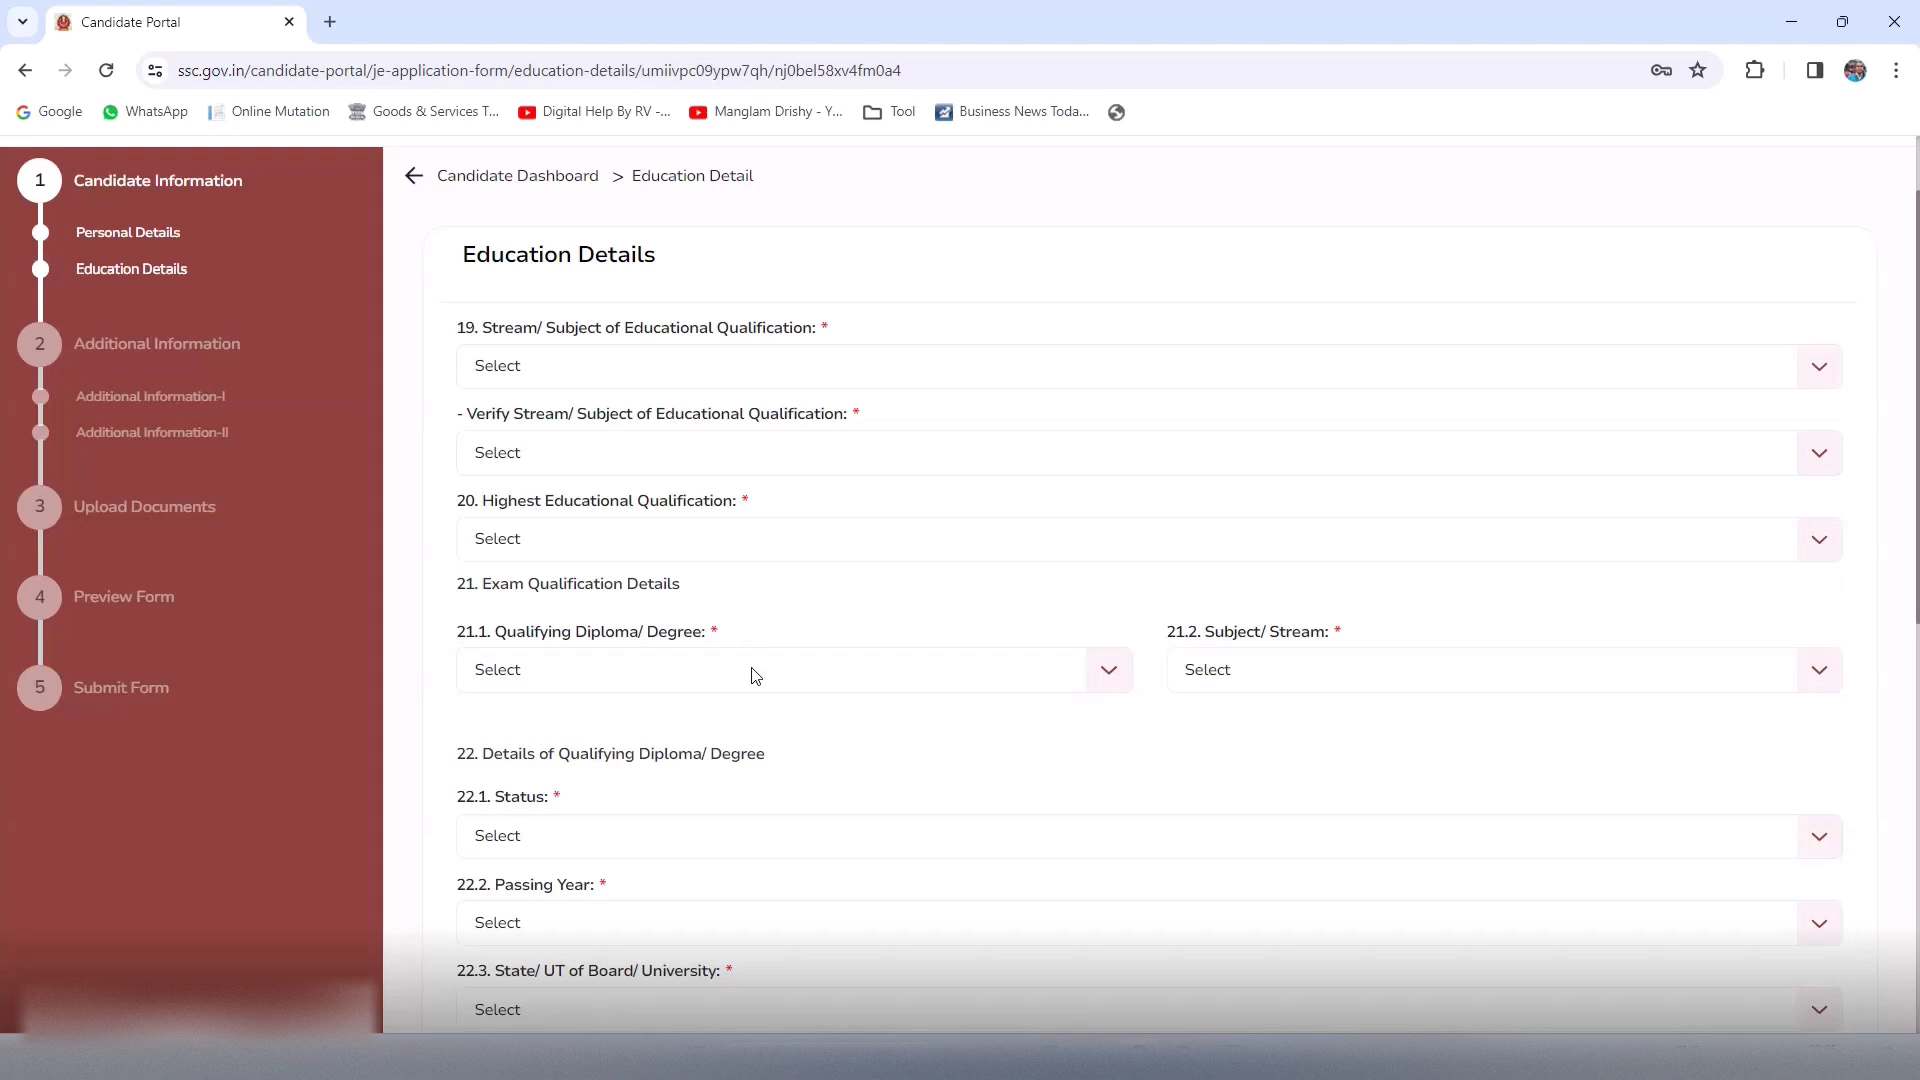 Candidate Portal
ssc.gov.in/candidate-portal/je-application-form/education-details/umiivpc09ypw7qh/nj0bel58xv4fm0a4
Google
WhatsApp
Online Mutation
Goods & Services T...
Digital Help By RV -...
Manglam Drishy - Y...
Tool
Business News Toda...
1
Candidate Information
Personal Details
Education Details
2
Additional Information
Additional Information-I
Additional Information-II
3
Upload Documents
4
Preview Form
5
Submit Form
Candidate Dashboard > Education Detail
Education Details
19. Stream/ Subject of Educational Qualification: *
Select
- Verify Stream/ Subject of Educational Qualification: *
Select
20. Highest Educational Qualification: *
Select
21. Exam Qualification Details
21.1. Qualifying Diploma/ Degree: *
Select
21.2. Subject/ Stream: *
Select
22. Details of Qualifying Diploma/ Degree
22.1. Status: *
Select
22.2. Passing Year: *
Select
22.3. State/ UT of Board/ University: *
Select